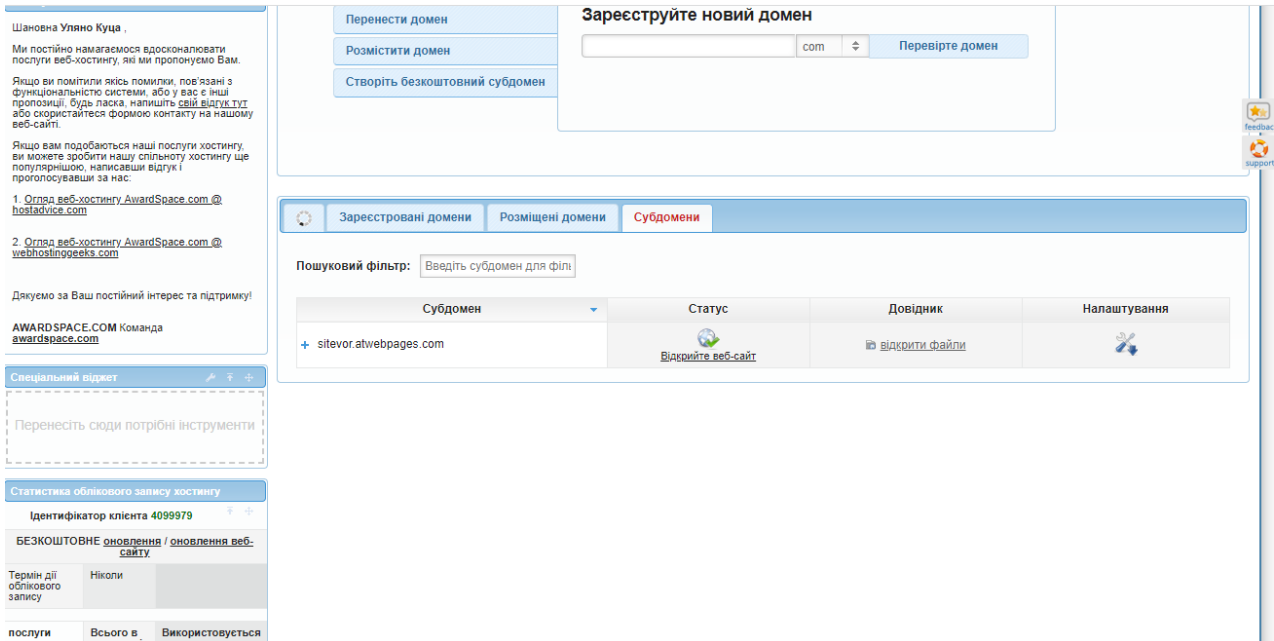 Шановна Уляно Куца ,
Ми постійно намагаємося вдосконалювати
послуги веб-хостингу, які ми пропонуємо Вам.
Якщо ви помітили якісь помилки, пов'язані з
функціональністю системи, або у вас є інші
пропозиції, будь ласка, напишіть свій відгук тут
або скористайтеся формою контакту на нашому
веб-сайті.
Якщо вам подобаються наші послуги хостингу,
ви можете зробити нашу спільноту хостингу ще
популярнішою, написавши відгук і
проголосувавши за нас:
1. Огляд веб-хостингу AwardSpace.com @
hostadvice.com
2. Огляд веб-хостингу AwardSpace.com @
webhostinggeeks.com
Дякуємо за Ваш постійний інтерес та підтримку!
AWARDSPACE.COM Команда
awardspace.com
Спеціальний віджет
Перенесіть сюди потрібні інструменти
Статистика облікового запису хостингу
Ідентифікатор клієнта 4099979
БЕЗКОШТОВНЕ оновлення / оновлення веб-
сайту
Термін дії
облікового
запису
Ніколи
послуги
Всього в
Використовується
Перенести домен
Розмістити домен
Створіть безкоштовний субдомен
Зареєструйте новий домен
com
Перевірте домен
feedbac
support
Зареєстровані домени
Розміщені домени
Субдомени
Пошуковий фільтр:
Введіть субдомен для філь
Субдомен
Статус
Довідник
Налаштування
sitevor.atwebpages.com
Відкрийте веб-сайт
відкрити файли